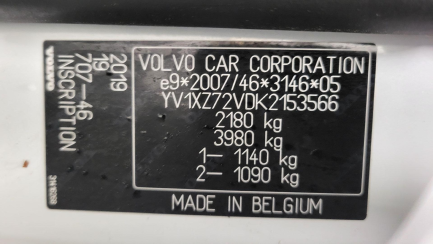 VOLVO CAR CORPORATION
e9*2007/46*3146*05
YV1XZ72VDK2153566
2180 kg
3980 kg
1– 1140 kg
2– 1090 kg
MADE IN BELGIUM
2019
19
707-46
INSCRIPTION
VOLVO